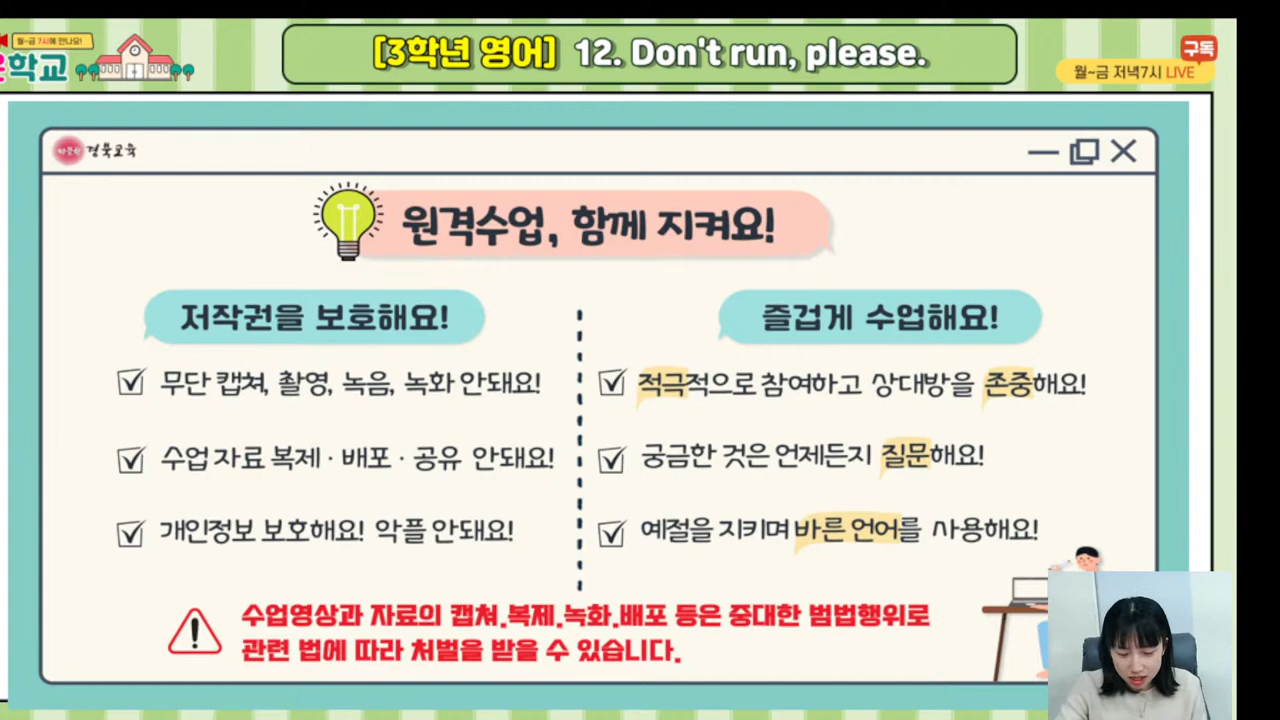 월~금 7시에 만나요!
학교
[3학년 영어] 12. Don't run, please.
구독
월~금 저녁7시 LIVE
경북교육
원격수업, 함께 지켜요!
저작권을 보호해요!
무단 캡쳐, 촬영, 녹음, 녹화 안돼요!
수업 자료 복제 · 배포 · 공유 안돼요!
개인정보 보호해요! 악플 안돼요!
즐겁게 수업해요!
적극적으로 참여하고 상대방을 존중해요!
궁금한 것은 언제든지 질문해요!
예절을 지키며 바른 언어를 사용해요!
수업영상과 자료의 캡쳐.복제.녹화.배포 등은 중대한 범법행위로
관련 법에 따라 처벌을 받을 수 있습니다.